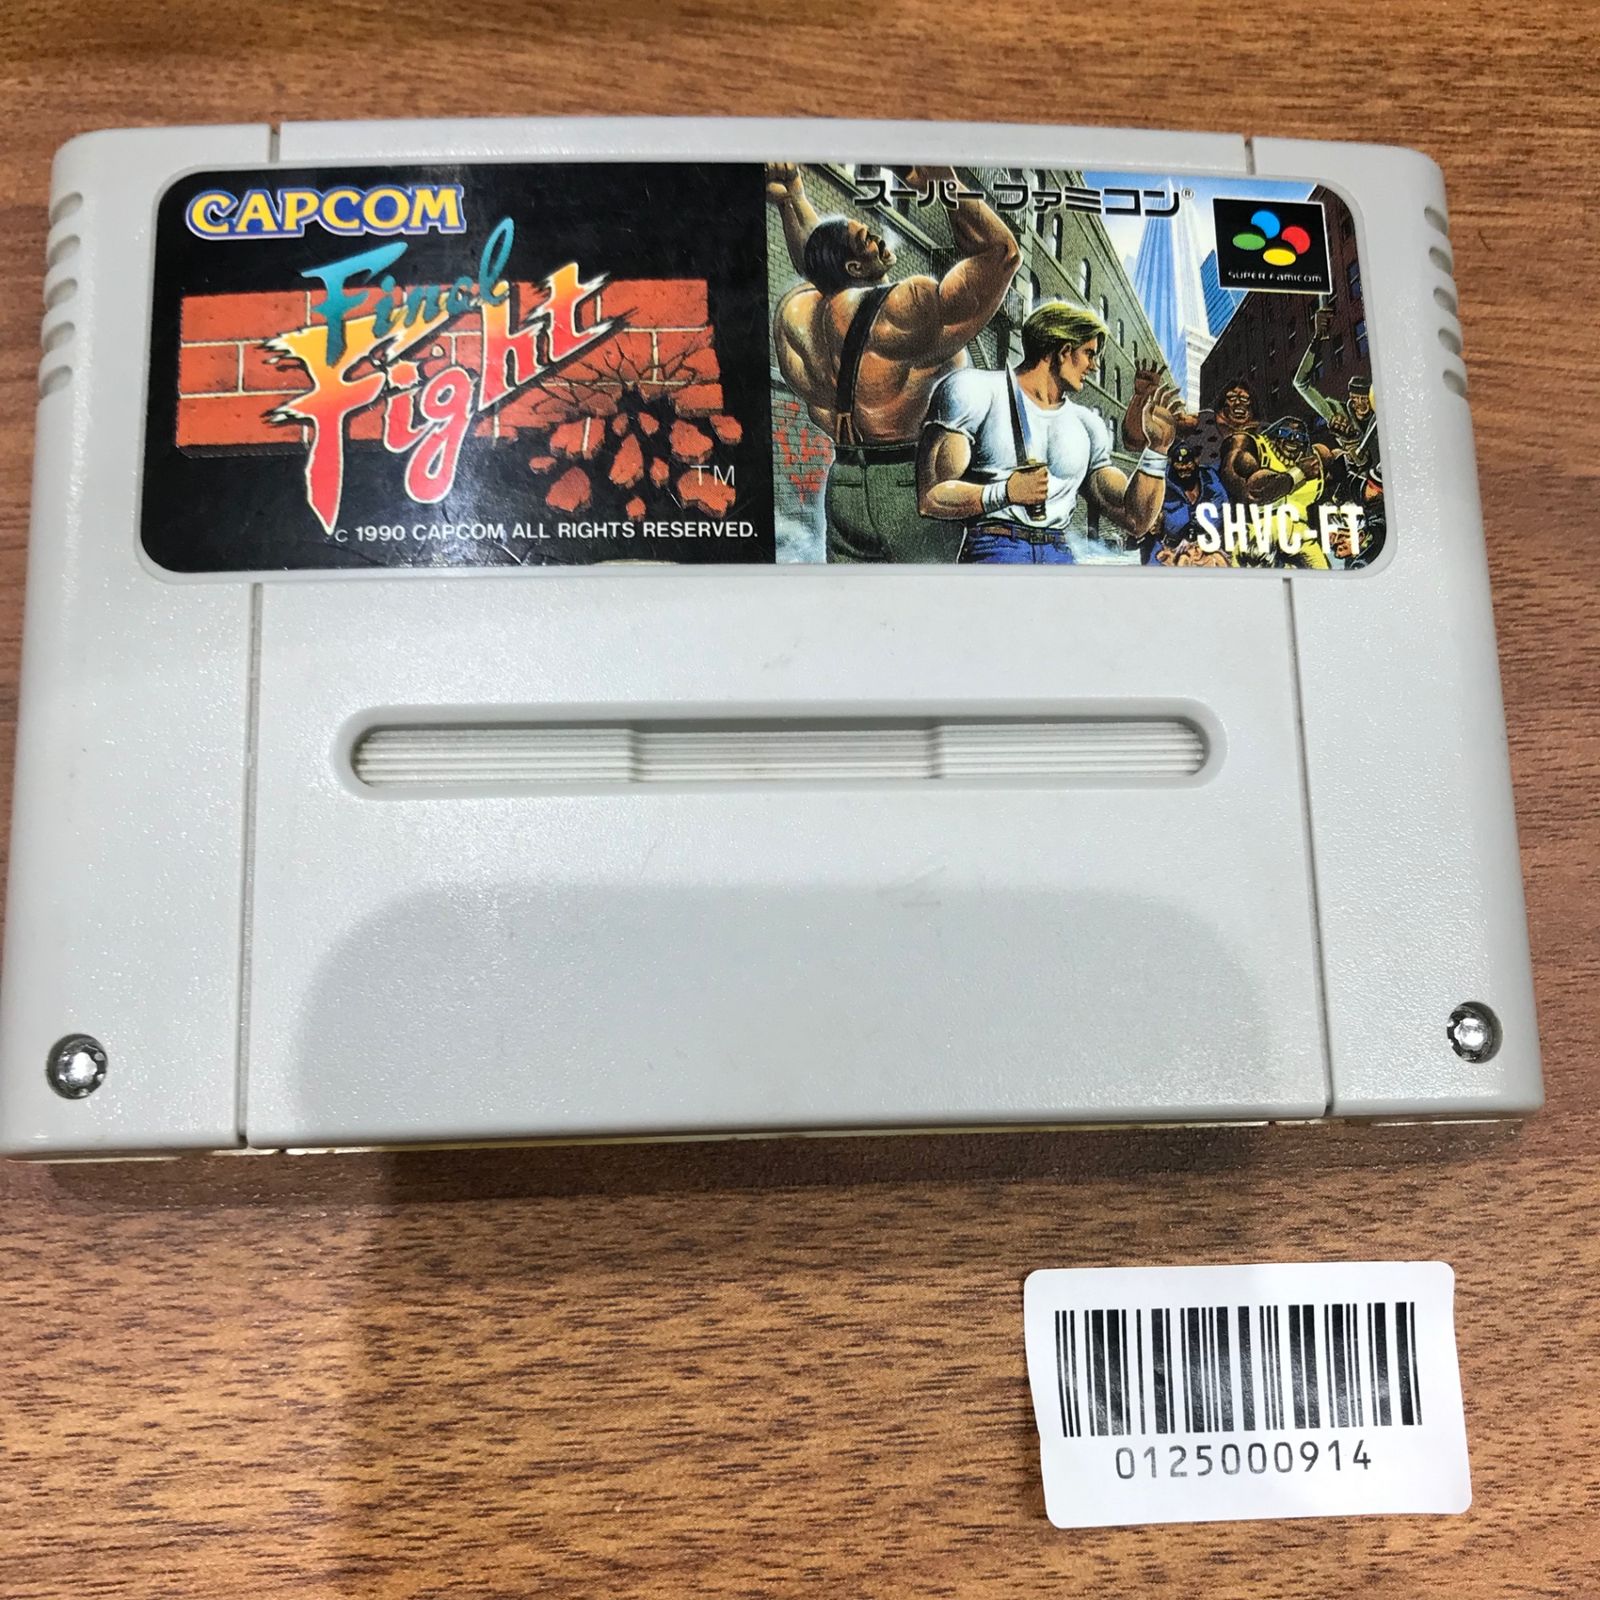 CAPCOM
Final
Fight
TM
C 1990 CAPCOM ALL RIGHTS RESERVED.
スーパーファミコン®
SUPER FAMICOM
SHVC-FT
0125000914